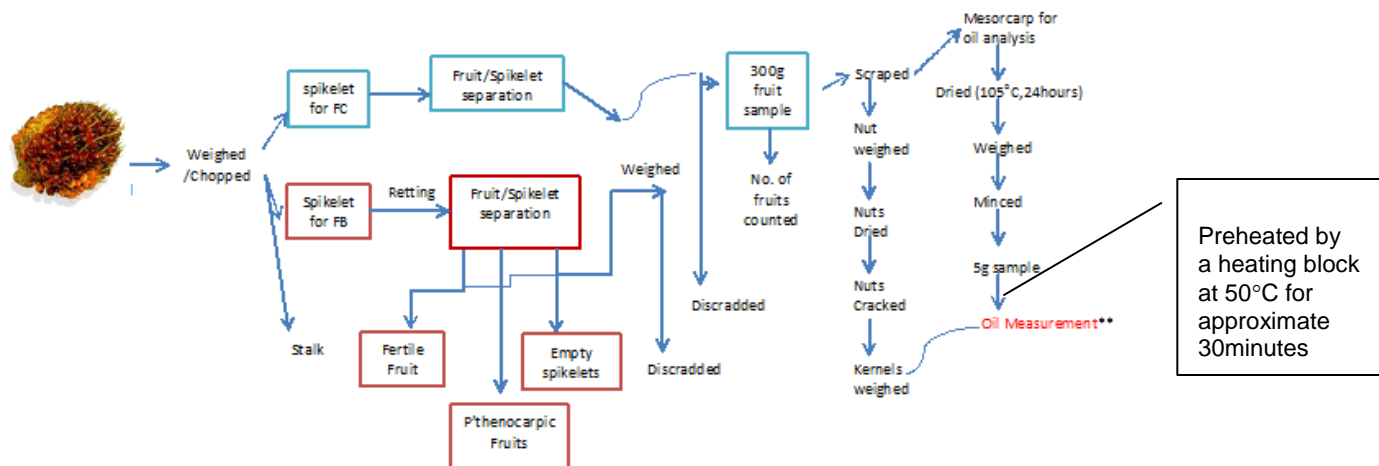 Weighed
/Chopped
spikelet
for FC
Fruit/Spikelet
separation
300g
fruit
sample
No. of
fruits
counted
Spikelet
for FB
Retting
Fruit/Spikelet
separation
Weighed
Discradded
Discradded
Stalk
Fertile
Fruit
P'thenocarpic
Fruits
Empty
spikelets
Scraped
Nut
weighed
Nuts
Dried
Nuts
Cracked
Kernels
weighed
Mesorcarp for
oil analysis
Dried (105°C,24hours)
Weighed
Minced
5g sample
Oil Measurement**
Preheated by
a heating block
at 50°C for
approximate
30minutes